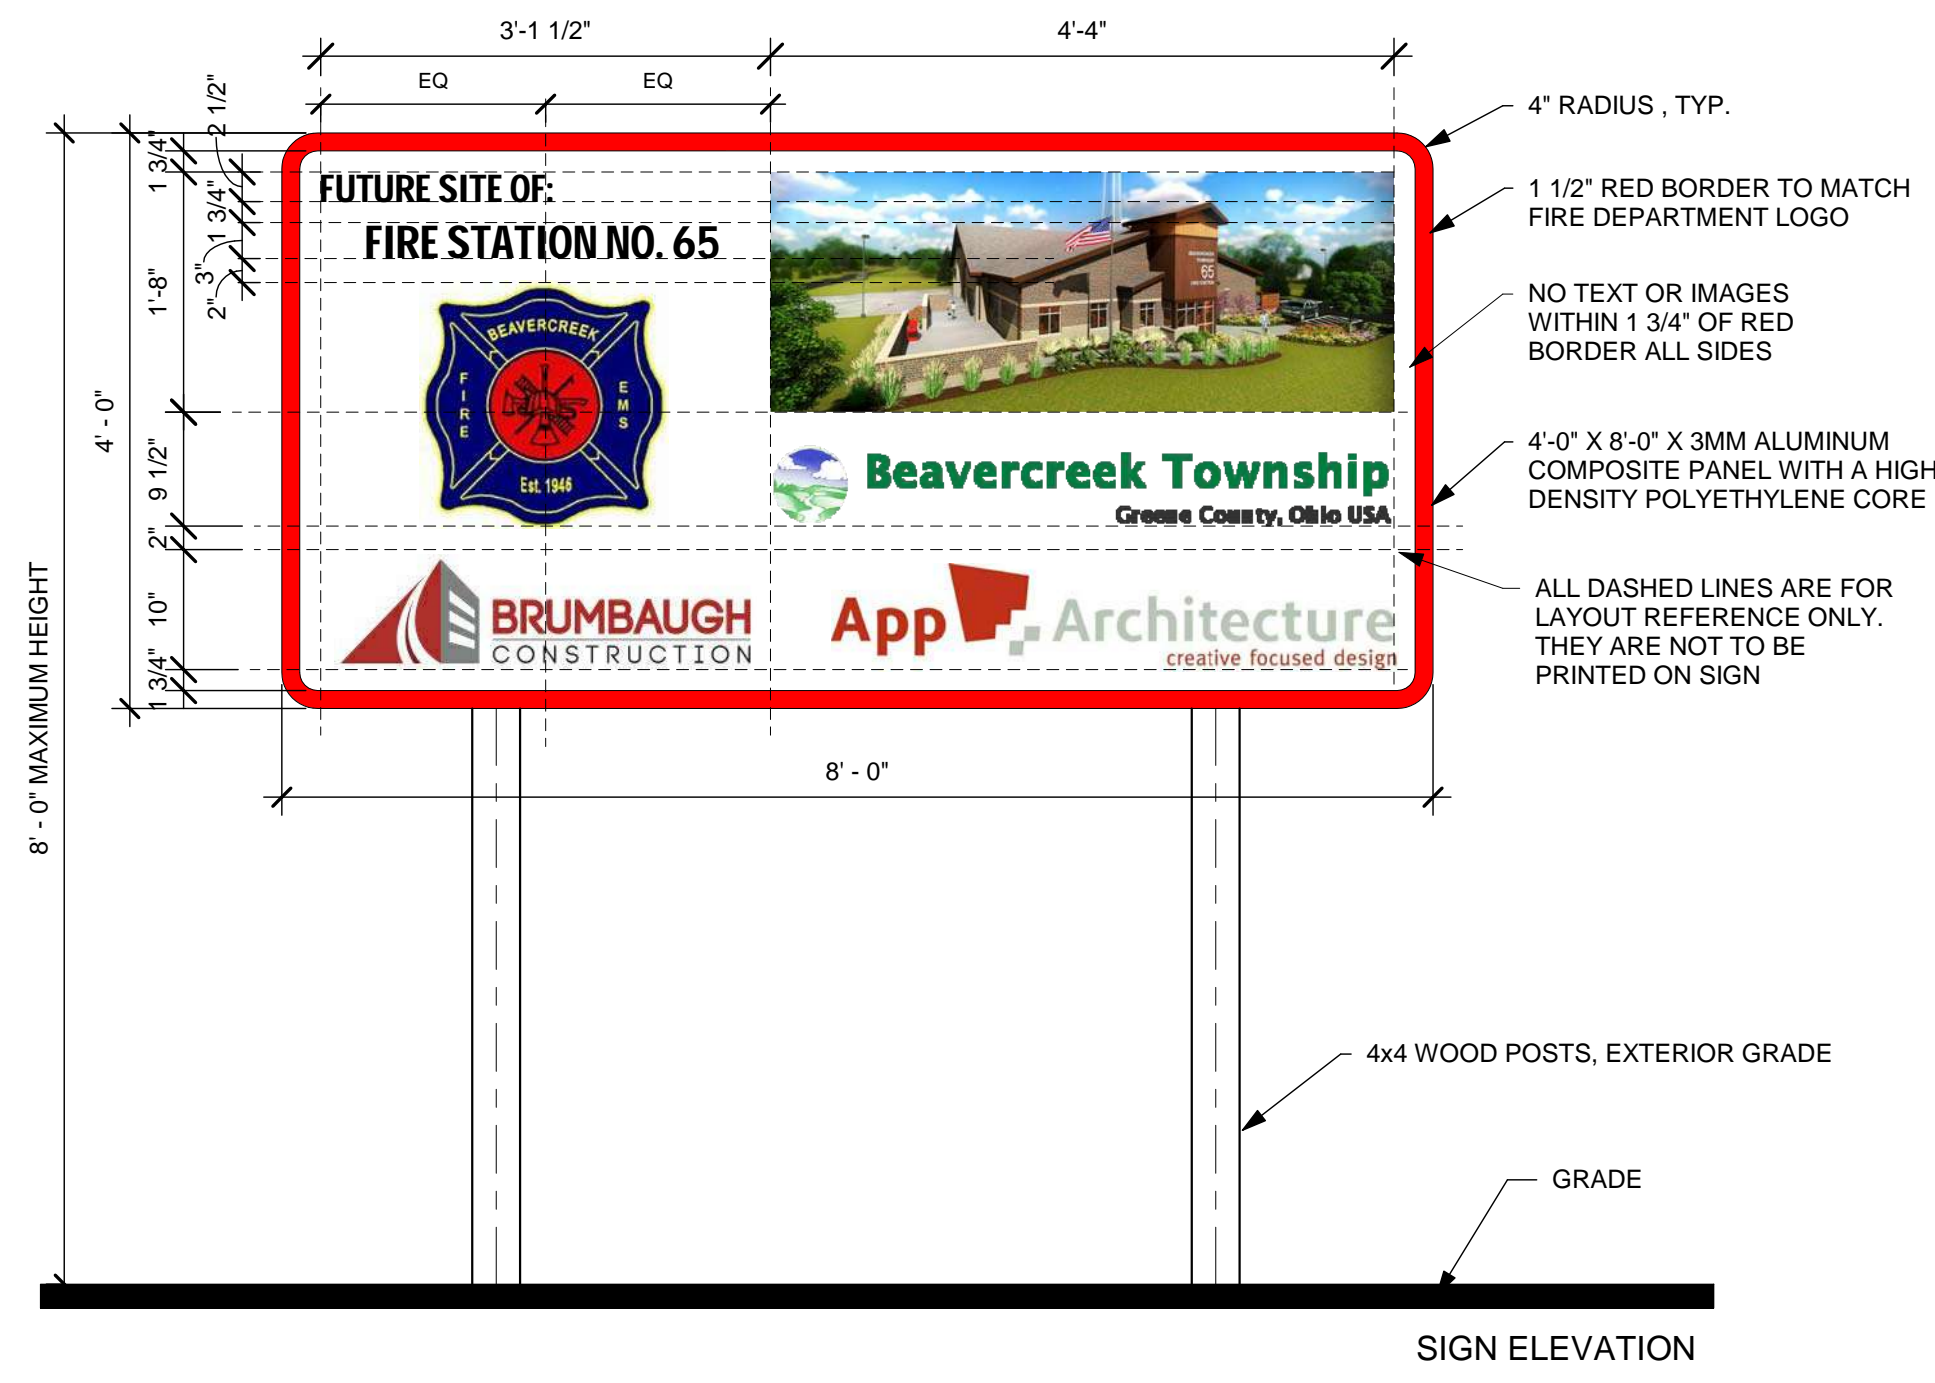 3'-1 1/2"
4'-4"
EQ
EQ
2 1/2"
1 3/4"
1 3/4"
3"
2"
1'-8"
4' - 0"
9 1/2"
2"
10"
1 3/4"
8' - 0" MAXIMUM HEIGHT
FUTURE SITE OF:
FIRE STATION NO. 65
BEAVERCREEK
FIRE
EMS
Est. 1946
65
Beavercreek Township
Greene County, Ohio USA
BRUMBAUGH
CONSTRUCTION
App Architecture
creative focused design
8' - 0"
4" RADIUS , TYP.
1 1/2" RED BORDER TO MATCH
FIRE DEPARTMENT LOGO
NO TEXT OR IMAGES
WITHIN 1 3/4" OF RED
BORDER ALL SIDES
4'-0" X 8'-0" X 3MM ALUMINUM
COMPOSITE PANEL WITH A HIGH
DENSITY POLYETHYLENE CORE
ALL DASHED LINES ARE FOR
LAYOUT REFERENCE ONLY.
THEY ARE NOT TO BE
PRINTED ON SIGN
4x4 WOOD POSTS, EXTERIOR GRADE
GRADE
SIGN ELEVATION